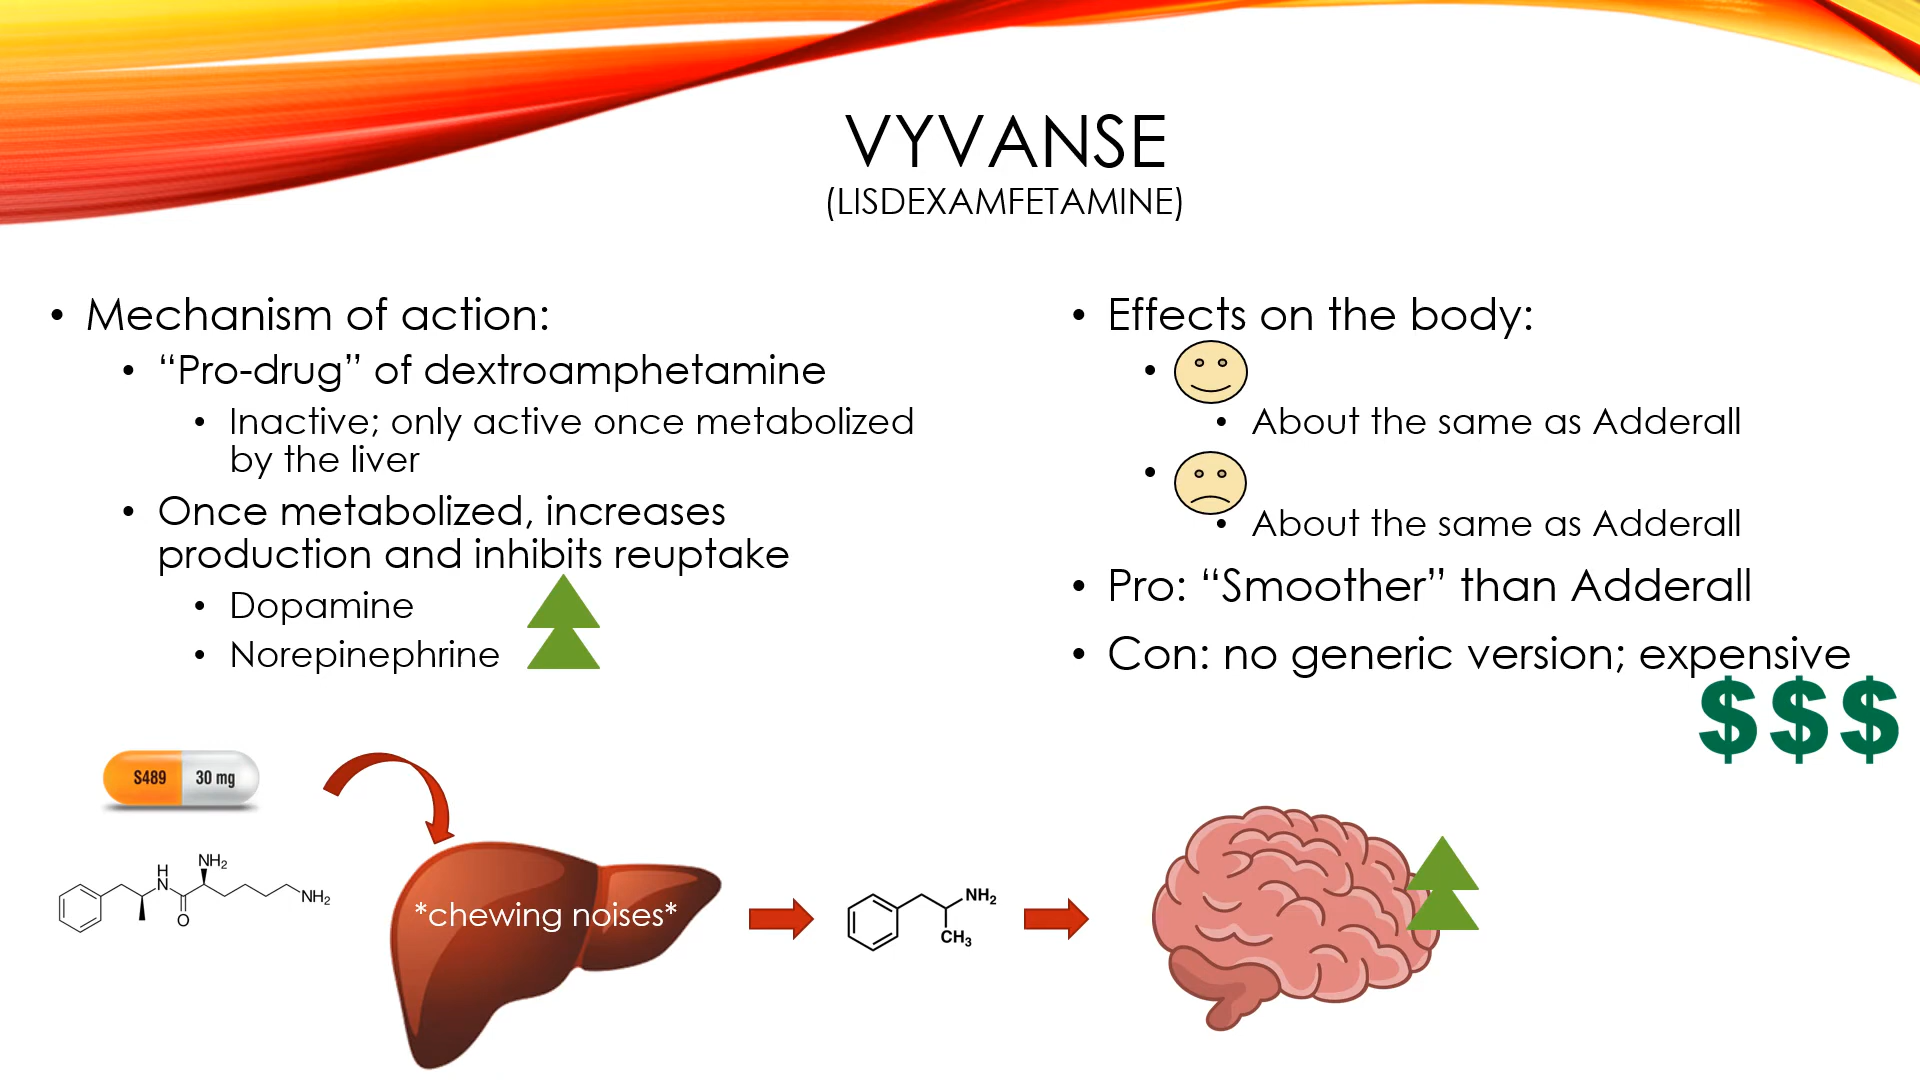 VYVANSE
(LISDEXAMFETAMINE)
• Mechanism of action:
• “Pro-drug” of dextroamphetamine
• Inactive; only active once metabolized
by the liver
• Once metabolized, increases
production and inhibits reuptake
• Dopamine
• Norepinephrine
• Effects on the body:
• About the same as Adderall
• About the same as Adderall
• Pro: “Smoother” than Adderall
• Con: no generic version; expensive
$$$
S489 30 mg
NH₂
H
N
O
NH₂
*chewing noises*
NH₂
CH₃